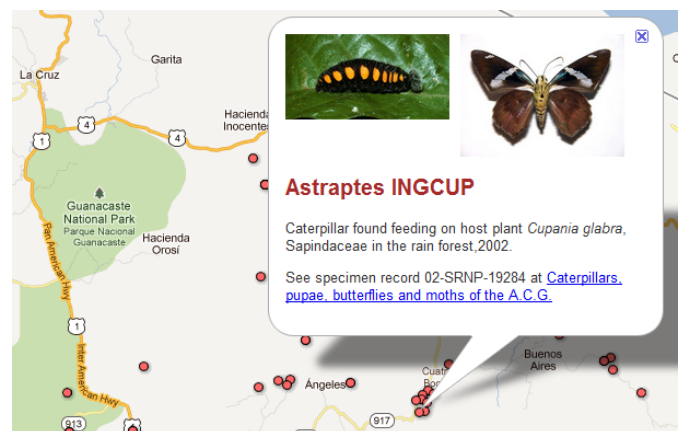 Garita
La Cruz
Hacienda
Inocente
1
4
4
Guanacaste
National Park
Parque Nacional
Guanacaste
Hacienda
Orosí
Pan American Hwy
1
Inter American Hwy
913
Ángeles
917
Buenos
Aires
Astraptes INGCUP
Caterpillar found feeding on host plant Cupania glabra,
Sapindaceae in the rain forest,2002.
See specimen record 02-SRNP-19284 at Caterpillars,
pupae, butterflies and moths of the A.C.G.